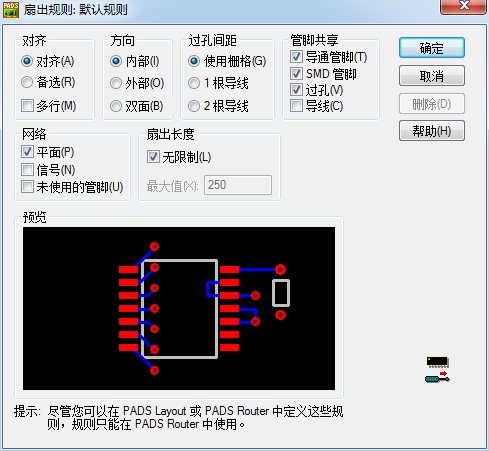 PADS
扇出规则: 默认规则
对齐
对齐(A)
备选(R)
多行(M)
方向
内部(I)
外部(O)
双面(B)
过孔间距
使用栅格(G)
1 根导线
2 根导线
管脚共享
导通管脚(T)
SMD 管脚
过孔(V)
导线(C)
确定
取消
删除(D)
帮助(H)
网络
平面(P)
信号(N)
未使用的管脚(U)
扇出长度
无限制(L)
最大值(X):
250
预览
提示: 尽管您可以在 PADS Layout 或 PADS Router 中定义这些规
则，规则只能在 PADS Router 中使用。